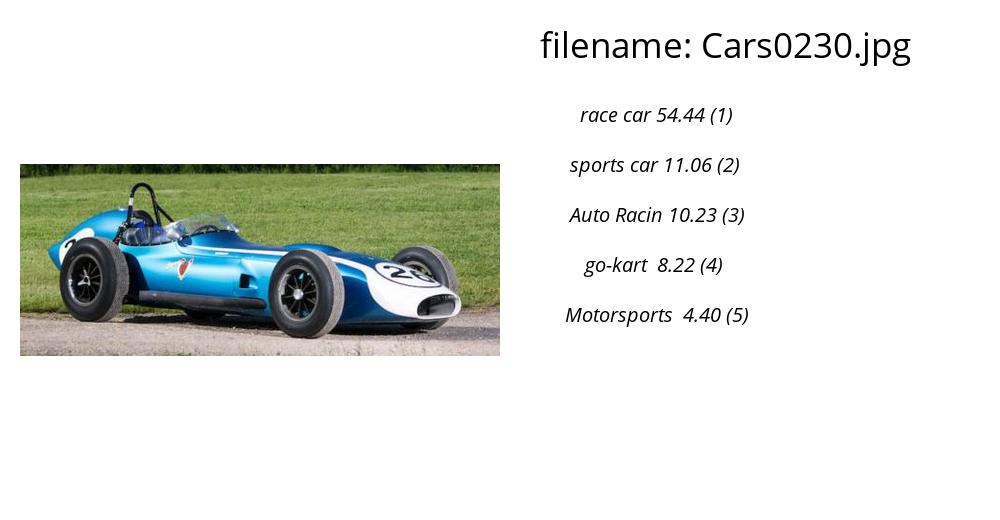 filename: Cars0230.jpg
race car 54.44 (1)
sports car 11.06 (2)
Auto Racin 10.23 (3)
go-kart 8.22 (4)
Motorsports 4.40 (5)
26